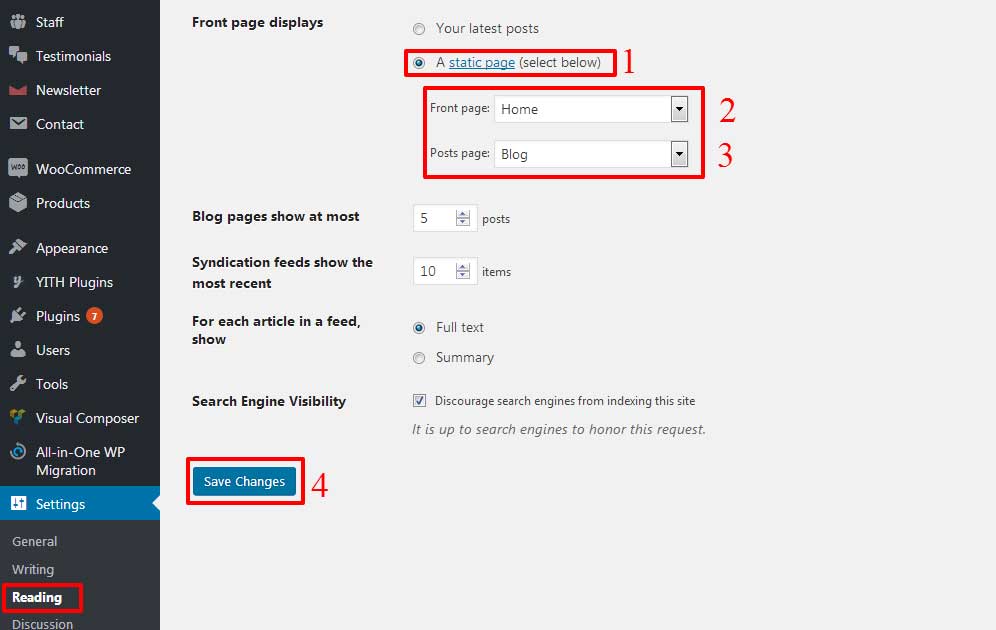 Staff
Testimonials
Newsletter
Contact
woo WooCommerce
Products
Appearance
YITH Plugins
Plugins 7
Users
Tools
Visual Composer
All-in-One WP
Migration
Settings
General
Writing
Reading
Discussion
Front page displays
Your latest posts
A static page (select below) 1
Front page: Home 2
Posts page: Blog 3
Blog pages show at most 5 posts
Syndication feeds show the
most recent
10 items
For each article in a feed,
show
Full text
Summary
Search Engine Visibility
Discourage search engines from indexing this site
It is up to search engines to honor this request.
Save Changes 4